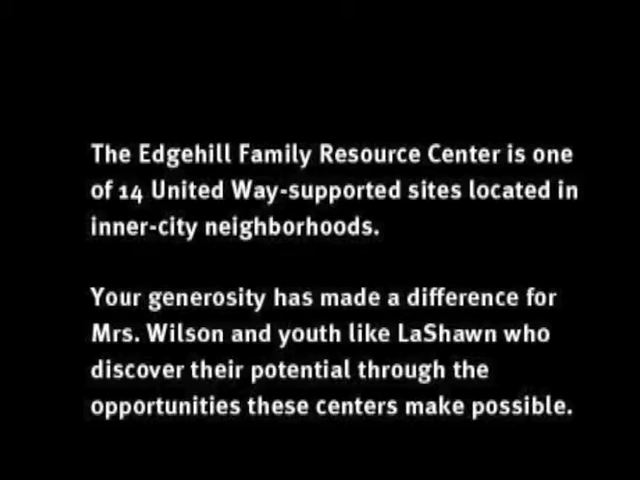 The Edgehill Family Resource Center is one
of 14 United Way-supported sites located in
inner-city neighborhoods.
Your generosity has made a difference for
Mrs. Wilson and youth like LaShawn who
discover their potential through the
opportunities these centers make possible.